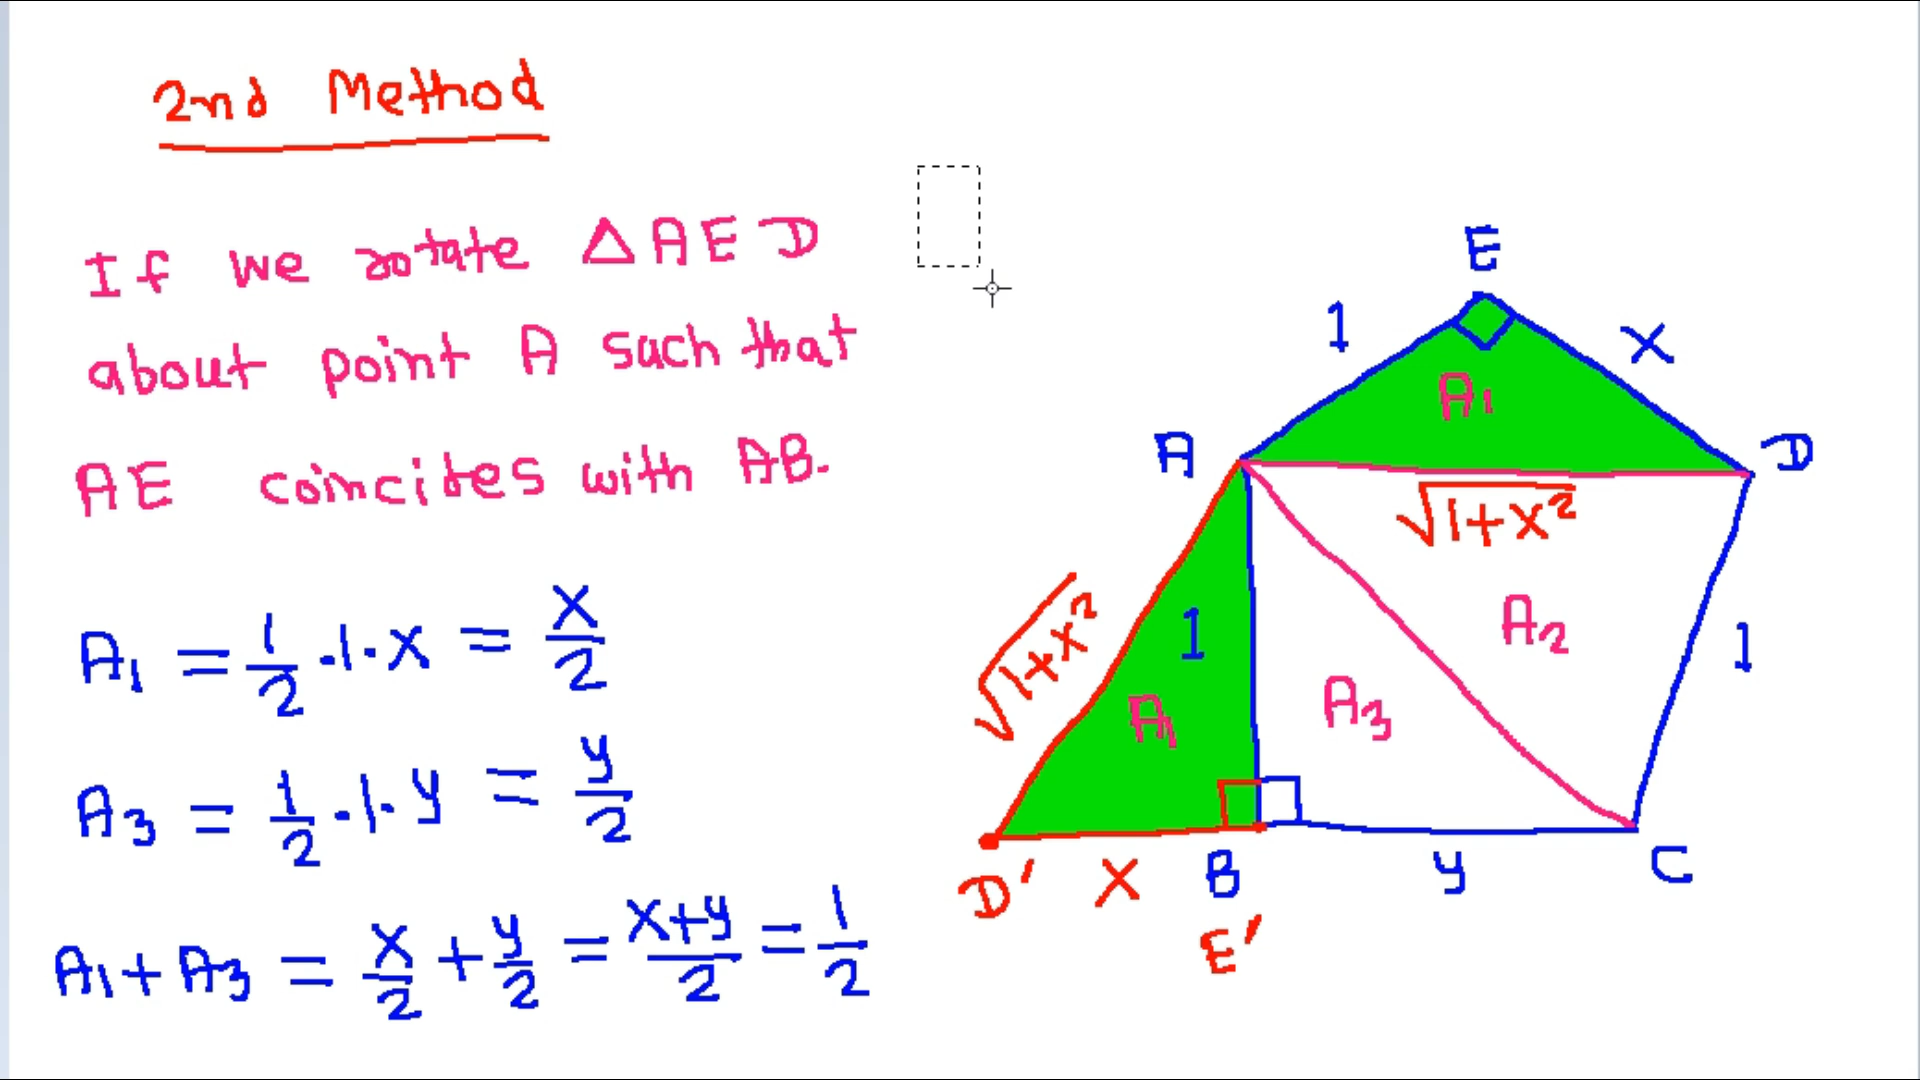 2nd Method
If we rotate △AED
about point A such that
AE coincites with AB.
A₁ = 1/2 · 1 · x = x/2
A₃ = 1/2 · 1 · y = y/2
A₁ + A₃ = x/2 + y/2 = x+y/2 = 1/2
E
1
x
A₁
A
D
√1+x²
√1+x²
1
A₂
1
A₃
A₁
D'
x
B
y
C
E'